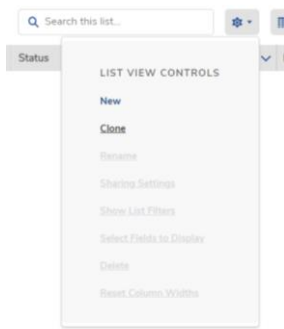 Search this list...
Status
LIST VIEW CONTROLS
New
Clone
Rename
Sharing Settings
Show List Filters
Select Fields to Display
Delete
Reset Column Widths